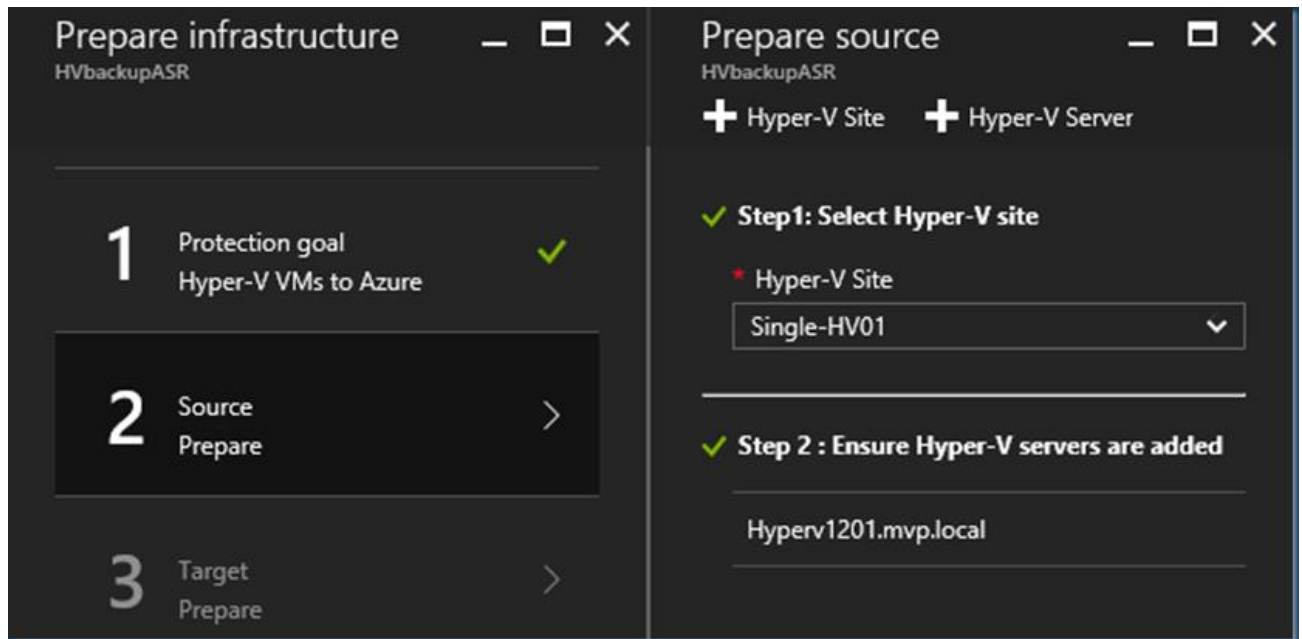 Prepare infrastructure
HVbackupASR
1
Protection goal
Hyper-V VMs to Azure
2
Source
Prepare
3
Target
Prepare
Prepare source
HVbackupASR
Hyper-V Site
Hyper-V Server
Step1: Select Hyper-V site
* Hyper-V Site
Single-HV01
Step 2 : Ensure Hyper-V servers are added
Hyperv1201.mvp.local